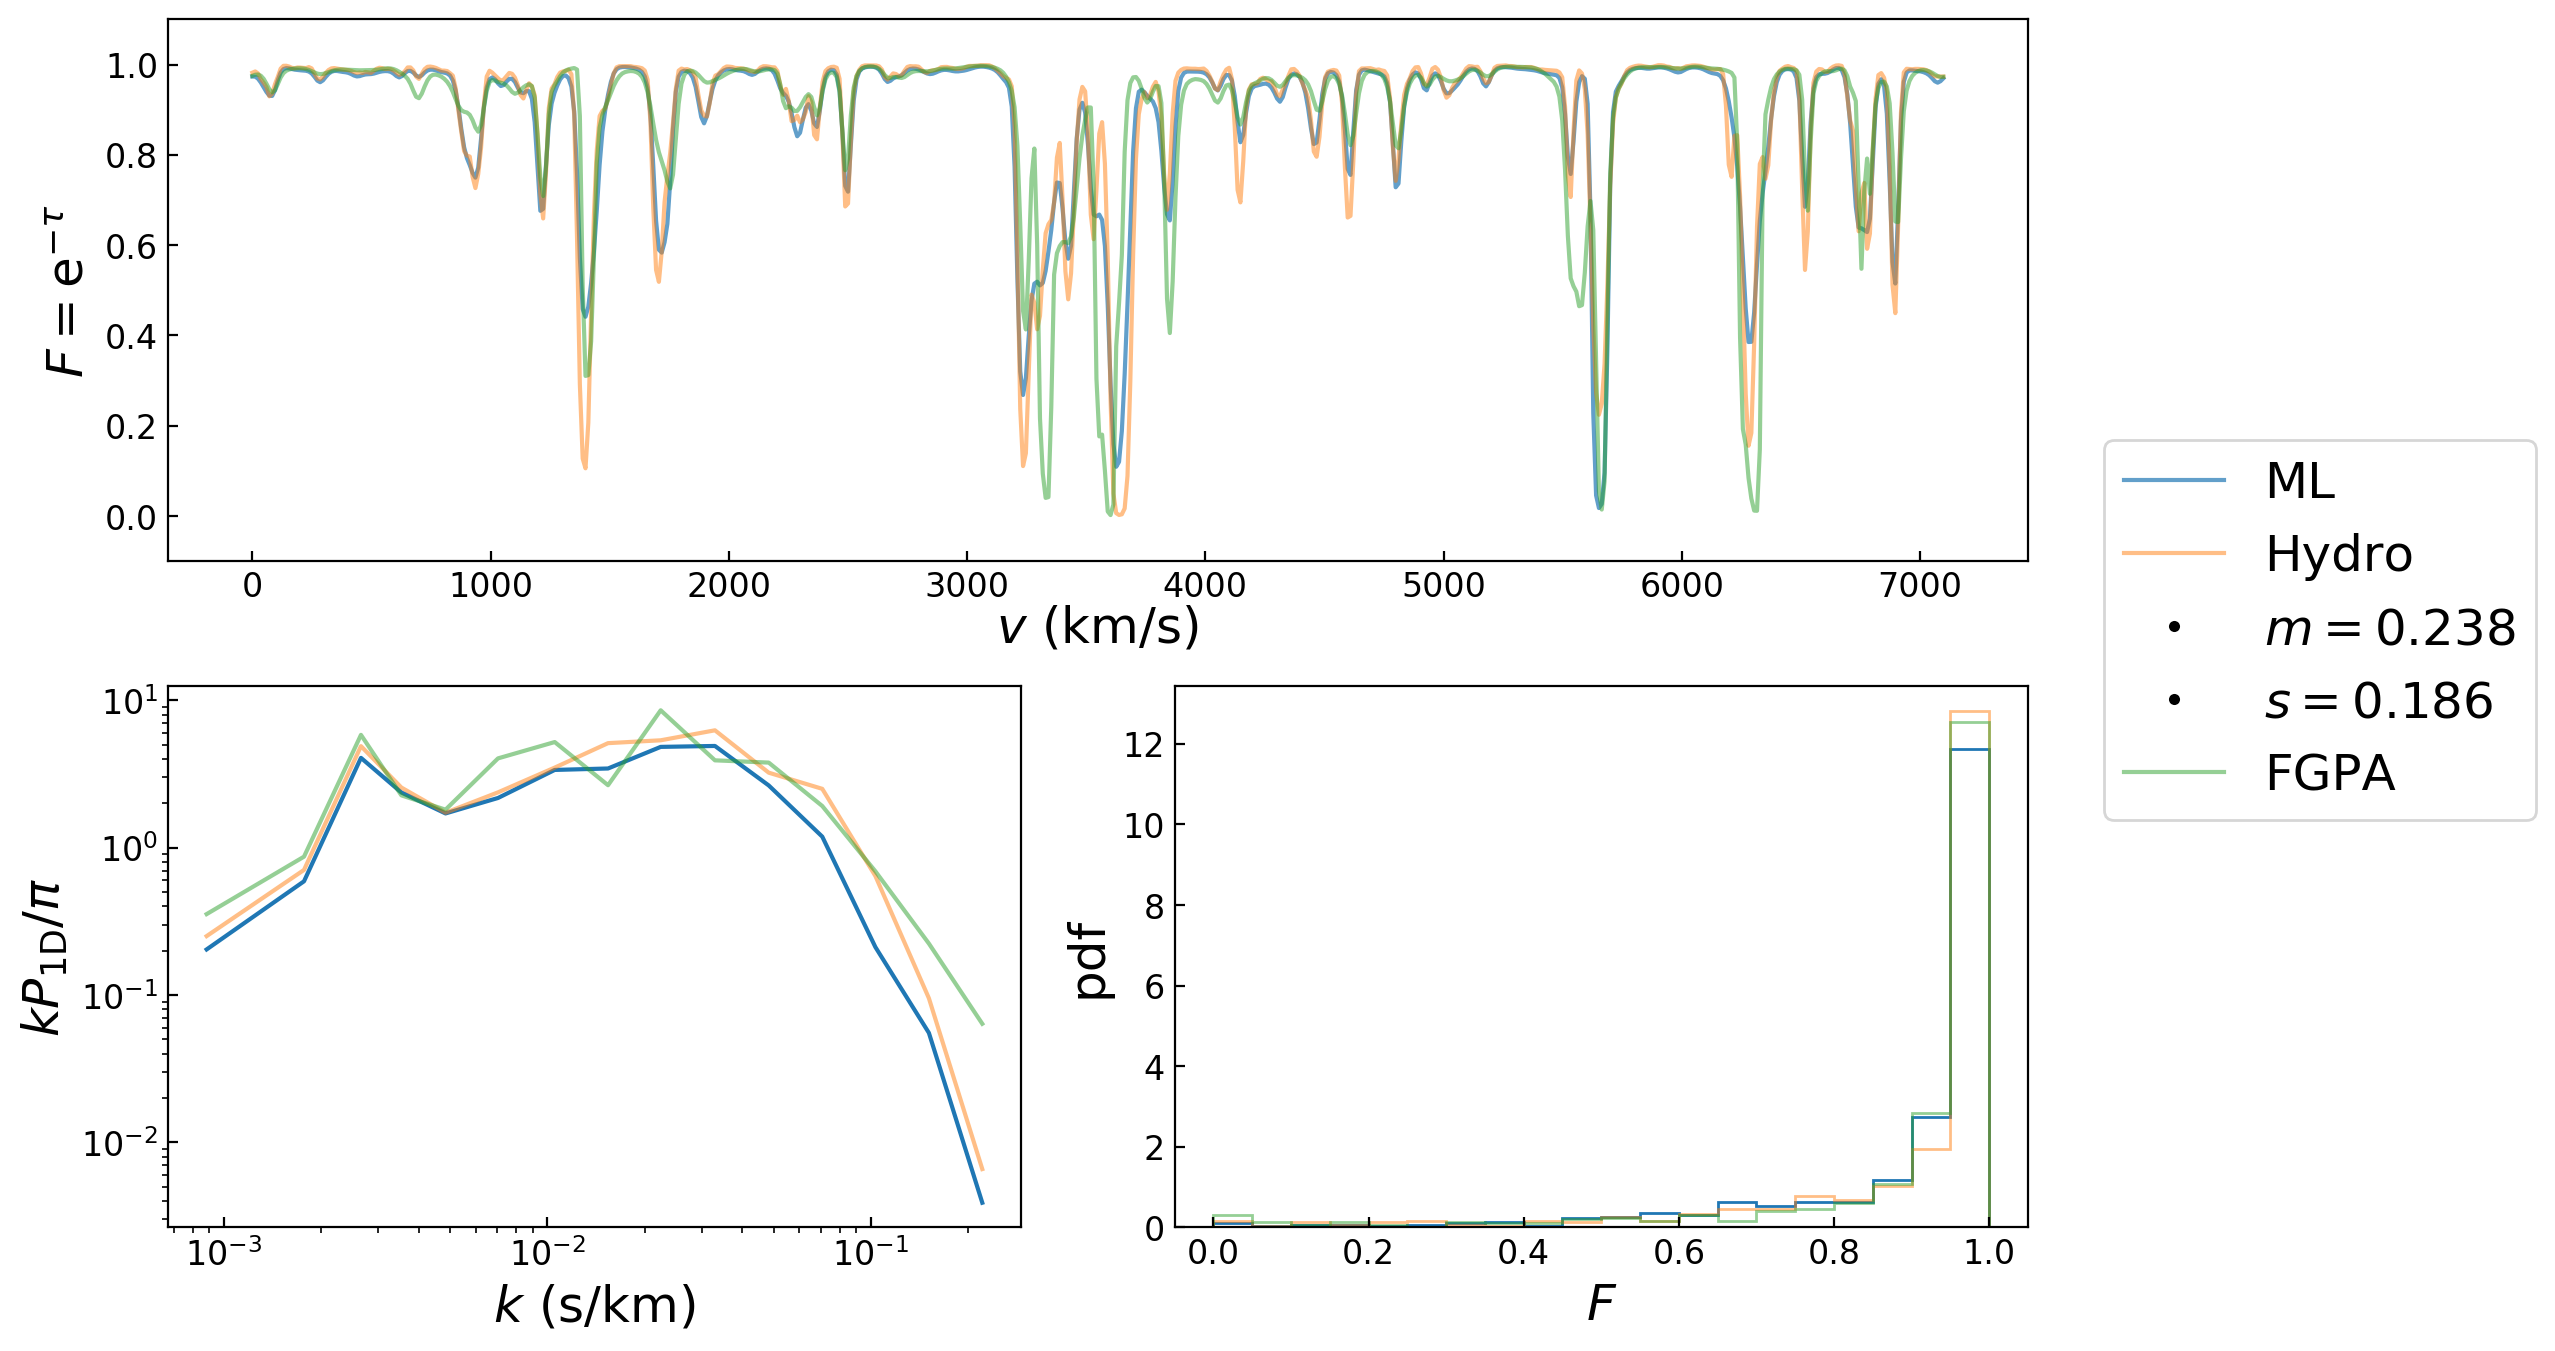 1.0
0.8
0.6
0.4
0.2
0.0
F = e^{−τ}
0 1000 2000 3000 4000 5000 6000 7000
v (km/s)
ML
Hydro
m = 0.238
s = 0.186
FGPA
10^1
10^0
10^{−1}
10^{−2}
kP_{1D}/π
10^{−3} 10^{−2} 10^{−1}
k (s/km)
12
10
8
6
4
2
0
pdf
0.0 0.2 0.4 0.6 0.8 1.0
F